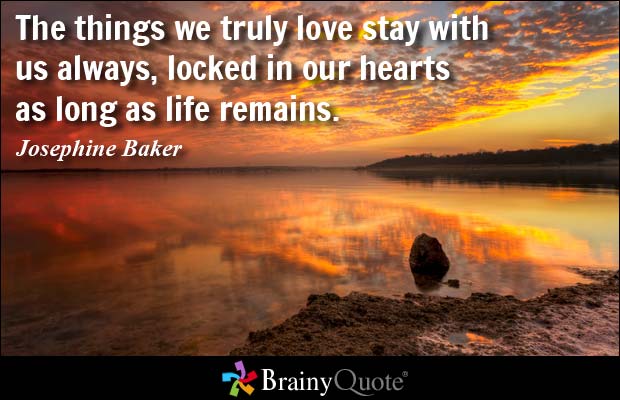 The things we truly love stay with
us always, locked in our hearts
as long as life remains.
Josephine Baker
BrainyQuote®